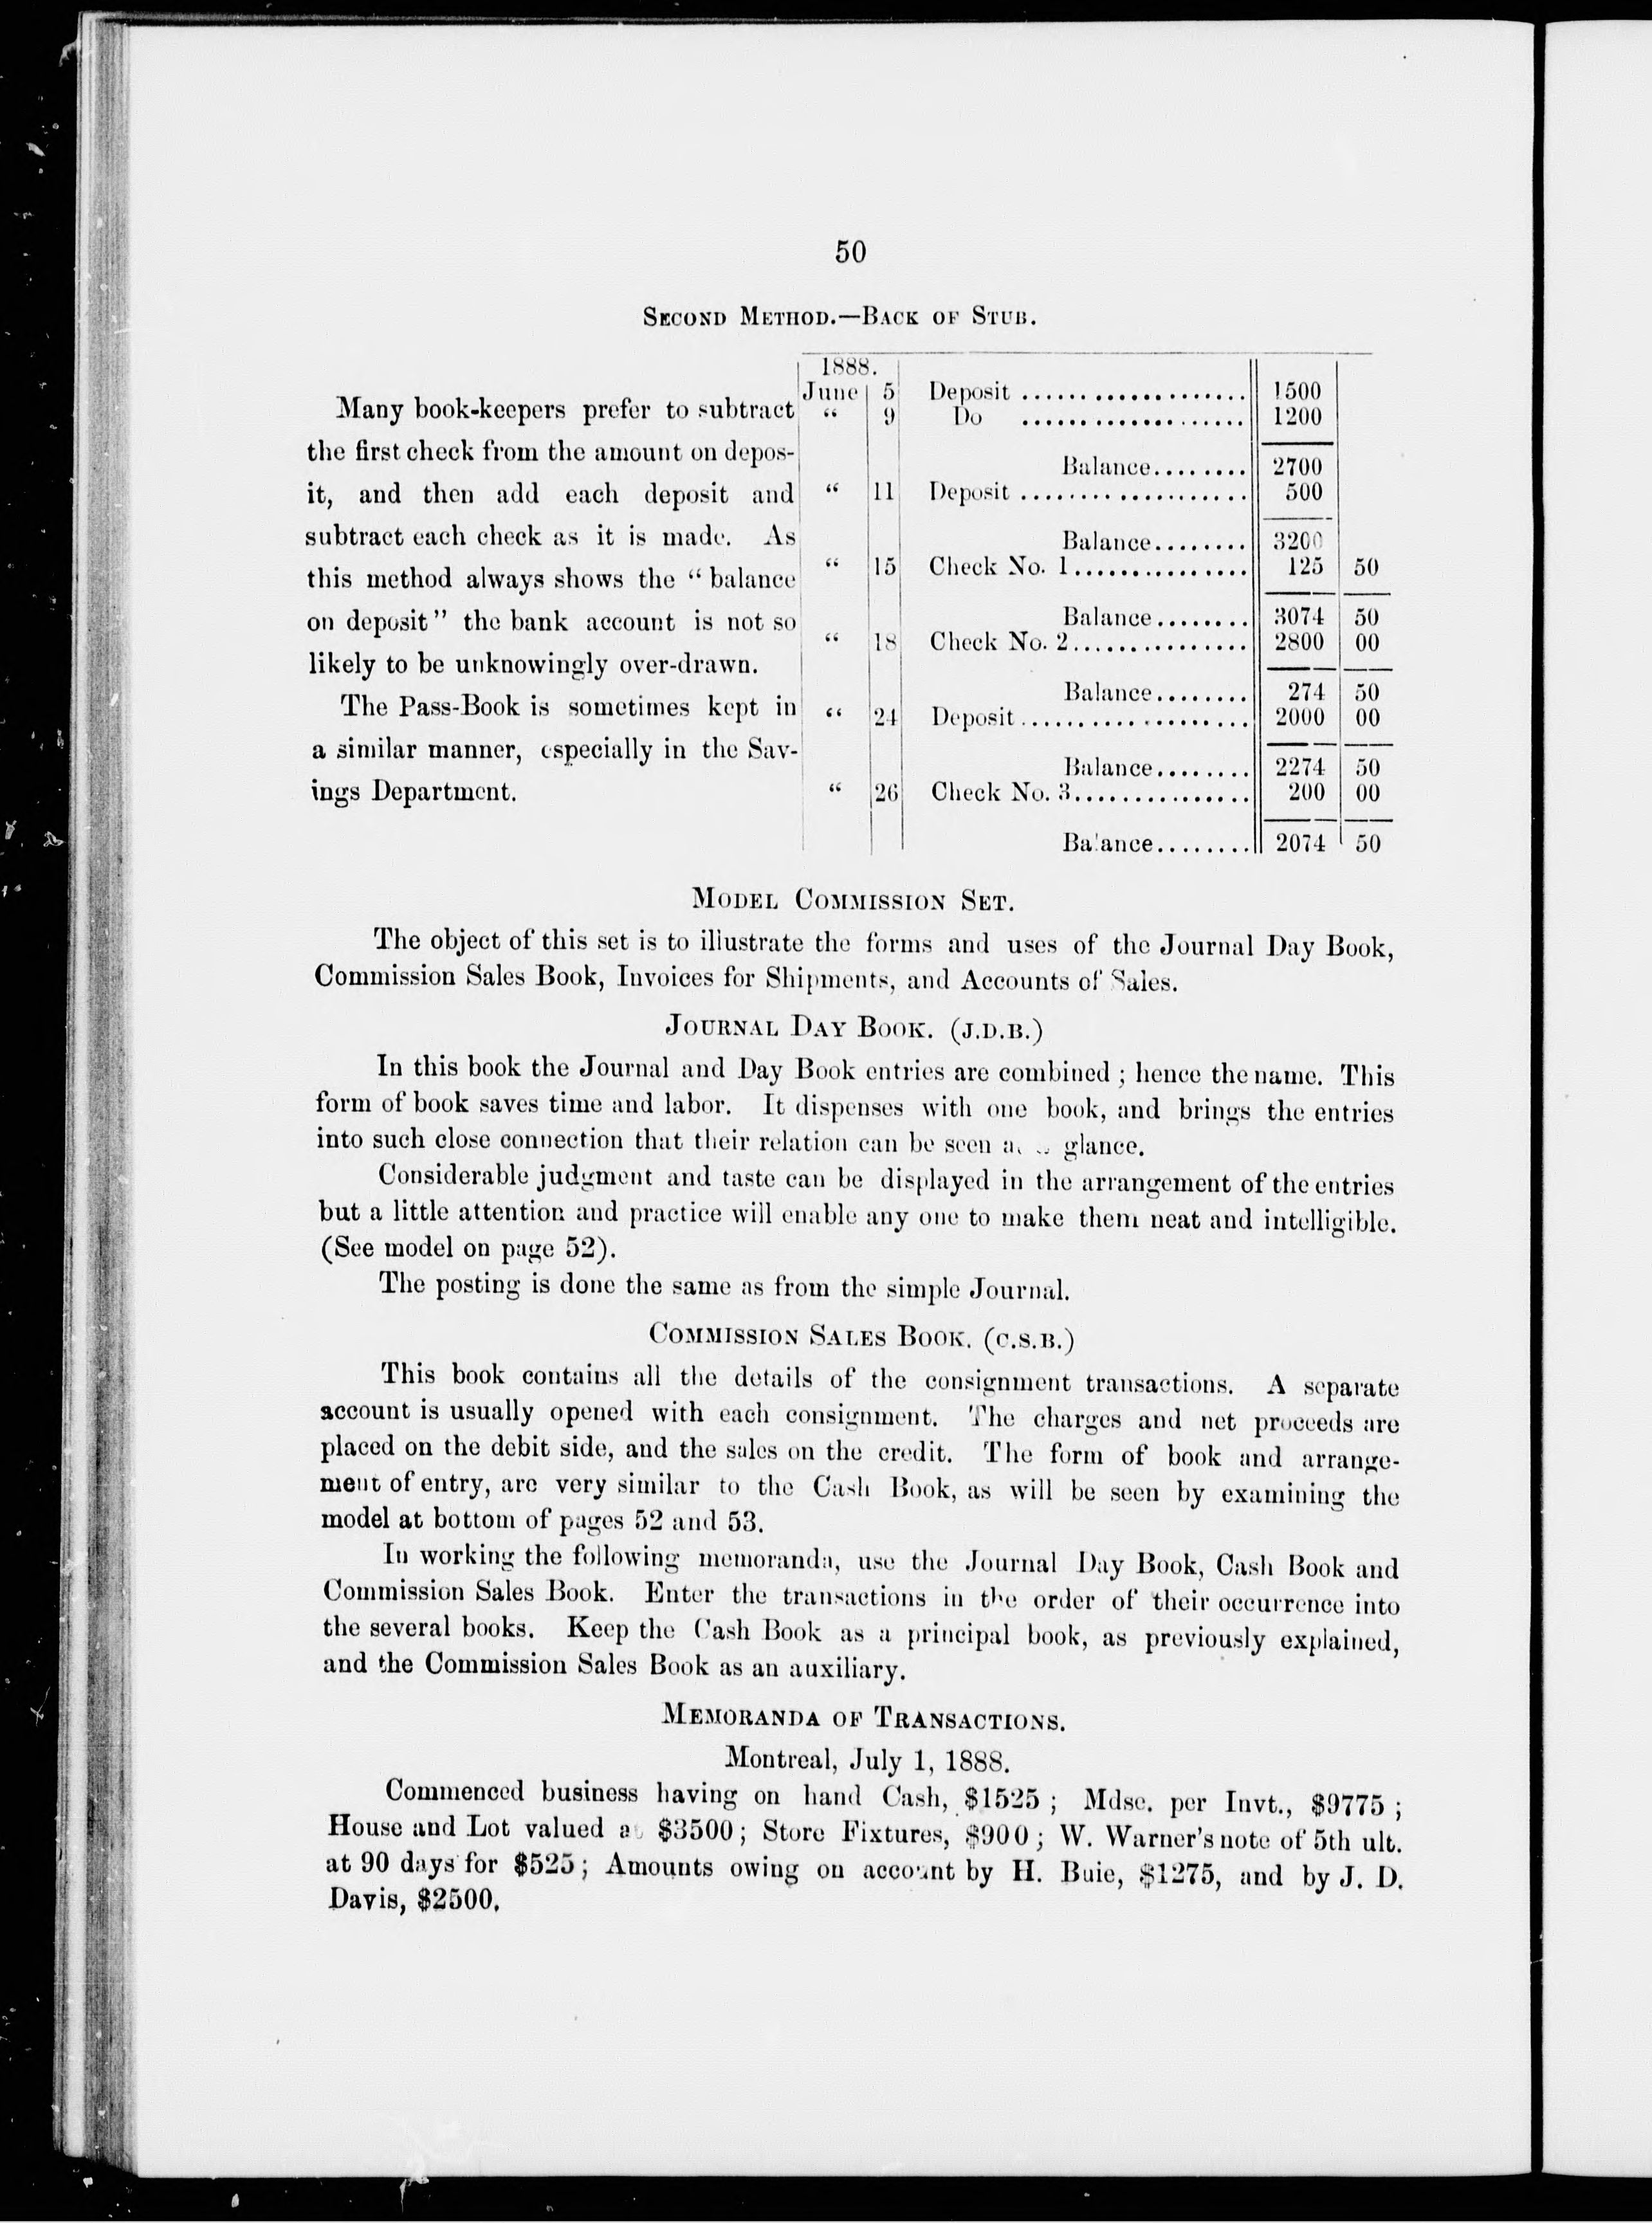 50
SECOND METHOD.—BACK OF STUB.
Many book-keepers prefer to subtract
the first check from the amount on depos-
it, and then add each deposit and
subtract each check as it is made. As
this method always shows the "balance
on deposit" the bank account is not so
likely to be unknowingly over-drawn.
The Pass-Book is sometimes kept in
a similar manner, especially in the Sav-
ings Department.
1888.
June 5 Deposit .................... 1500
" 9 Do .................... 1200
Balance........ 2700
" 11 Deposit .................... 500
Balance........ 3200
" 15 Check No. 1............... 125 50
Balance........ 3074 50
" 18 Check No. 2............... 2800 00
Balance........ 274 50
" 24 Deposit.................... 2000 00
Balance........ 2274 50
" 26 Check No. 3............... 200 00
Balance........ 2074 50
MODEL COMMISSION SET.
The object of this set is to illustrate the forms and uses of the Journal Day Book,
Commission Sales Book, Invoices for Shipments, and Accounts of Sales.
JOURNAL DAY BOOK. (J.D.B.)
In this book the Journal and Day Book entries are combined ; hence the name. This
form of book saves time and labor. It dispenses with one book, and brings the entries
into such close connection that their relation can be seen glance.
Considerable judgment and taste can be displayed in the arrangement of the entries
but a little attention and practice will enable any one to make them neat and intelligible.
(See model on page 52).
The posting is done the same as from the simple Journal.
COMMISSION SALES BOOK. (C.S.B.)
This book contains all the details of the consignment transactions. A separate
account is usually opened with each consignment. The charges and net proceeds are
placed on the debit side, and the sales on the credit. The form of book and arrange-
ment of entry, are very similar to the Cash Book, as will be seen by examining the
model at bottom of pages 52 and 53.
In working the following memoranda, use the Journal Day Book, Cash Book and
Commission Sales Book. Enter the transactions in the order of their occurrence into
the several books. Keep the Cash Book as a principal book, as previously explained,
and the Commission Sales Book as an auxiliary.
MEMORANDA OF TRANSACTIONS.
Montreal, July 1, 1888.
Commenced business having on hand Cash, $1525 ; Mdse. per Invt., $9775 ;
House and Lot valued $3500; Store Fixtures, $900; W. Warner's note of 5th ult.
at 90 days for $525; Amounts owing on account by H. Buie, $1275, and by J. D.
Davis, $2500.